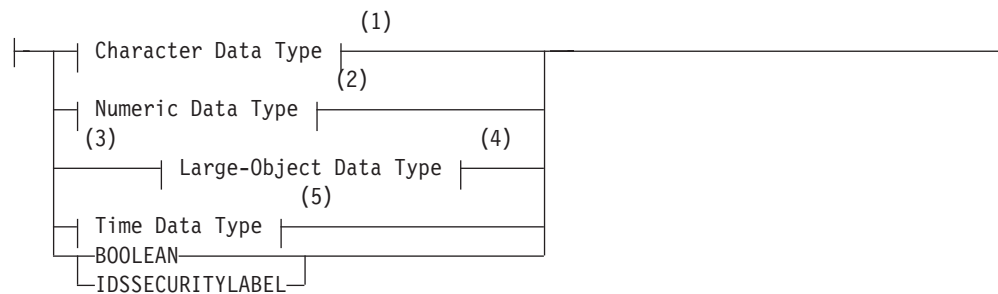 (1)
Character Data Type
(2)
Numeric Data Type
(3) (4)
Large-Object Data Type
(5)
Time Data Type
BOOLEAN
IDSSECURITYLABEL